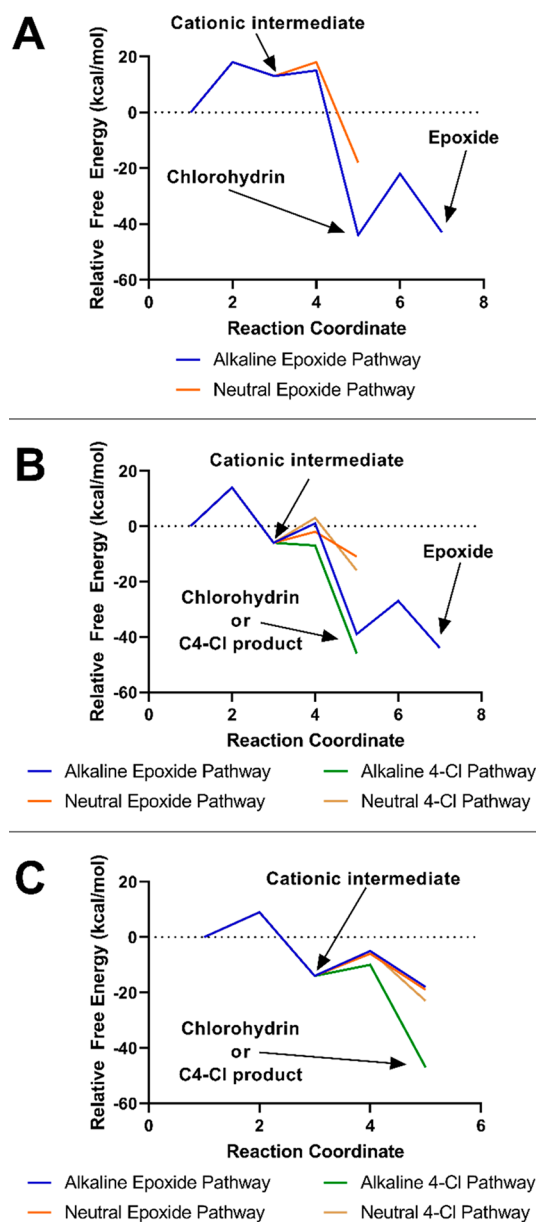 A
Cationic intermediate
20
0
-20
-40
-60
Relative Free Energy (kcal/mol)
Epoxide
Chlorohydrin
0 2 4 6 8
Reaction Coordinate
Alkaline Epoxide Pathway
Neutral Epoxide Pathway
B
Cationic intermediate
20
0
-20
-40
-60
Relative Free Energy (kcal/mol)
Epoxide
Chlorohydrin
or
C4-Cl product
0 2 4 6 8
Reaction Coordinate
Alkaline Epoxide Pathway Alkaline 4-Cl Pathway
Neutral Epoxide Pathway Neutral 4-Cl Pathway
C
Cationic intermediate
20
0
-20
-40
-60
Relative Free Energy (kcal/mol)
Chlorohydrin
or
C4-Cl product
0 2 4 6
Reaction Coordinate
Alkaline Epoxide Pathway Alkaline 4-Cl Pathway
Neutral Epoxide Pathway Neutral 4-Cl Pathway